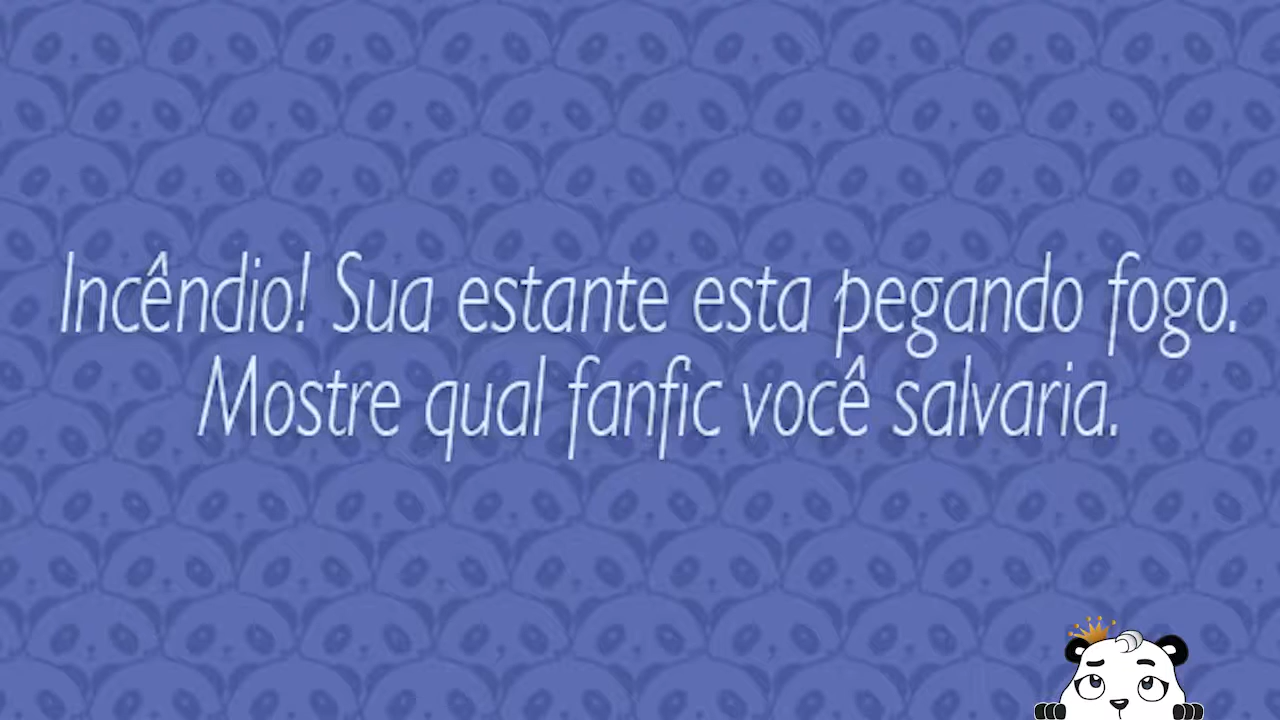 Incêndio! Sua estante esta pegando fogo.
Mostre qual fanfic você salvaria.